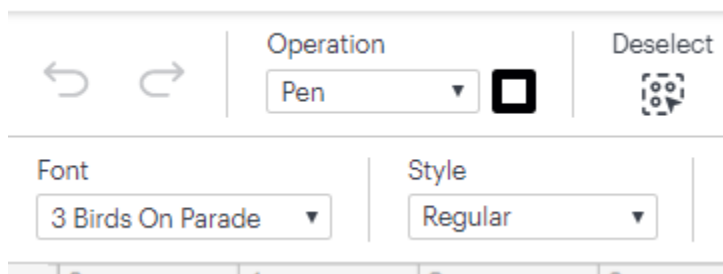 Operation
Deselect
Pen
Font
Style
3 Birds On Parade
Regular